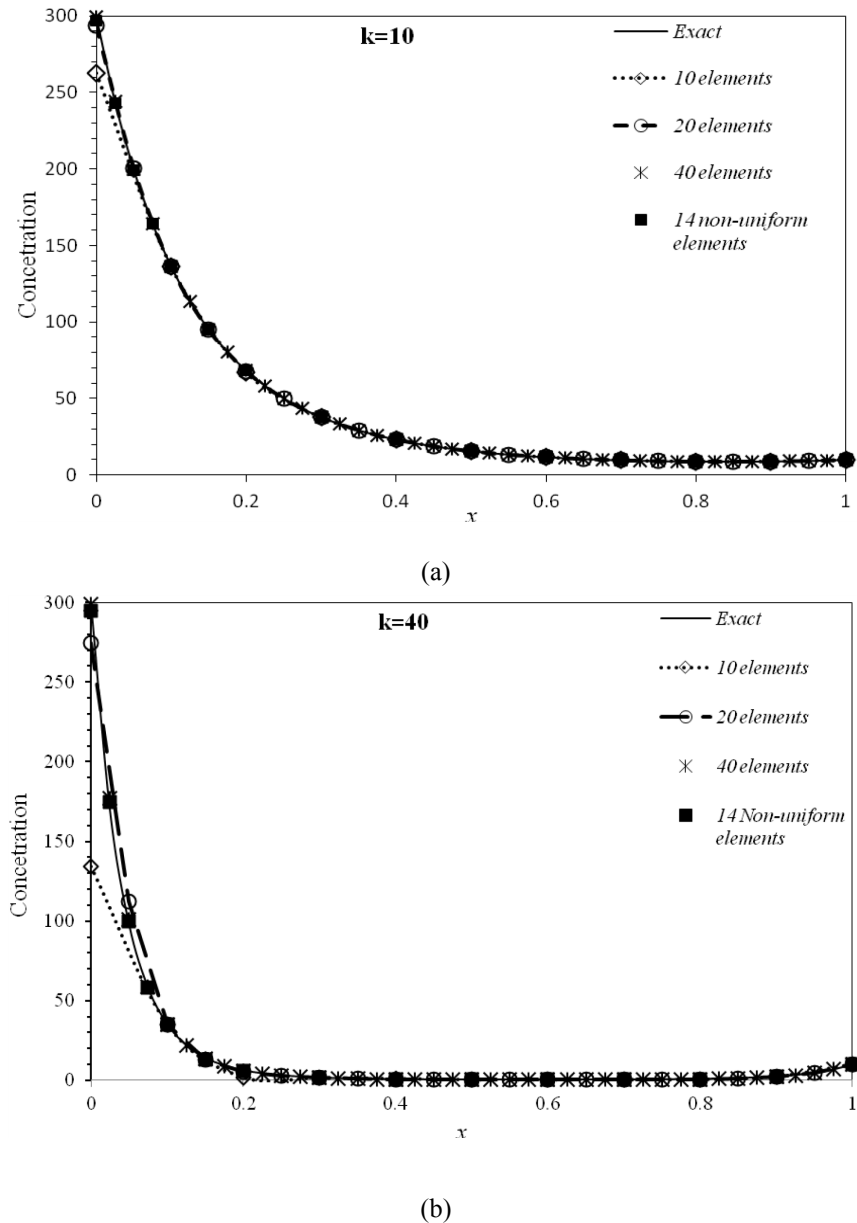 k=10
Exact
10 elements
20 elements
40 elements
14 non-uniform
elements
Concetration
300
250
200
150
100
50
0
0
0.2
0.4
0.6
0.8
1
x
(a)
k=40
Exact
10 elements
20 elements
40 elements
14 Non-uniform
elements
Concetration
300
250
200
150
100
50
0
0
0.2
0.4
0.6
0.8
1
x
(b)